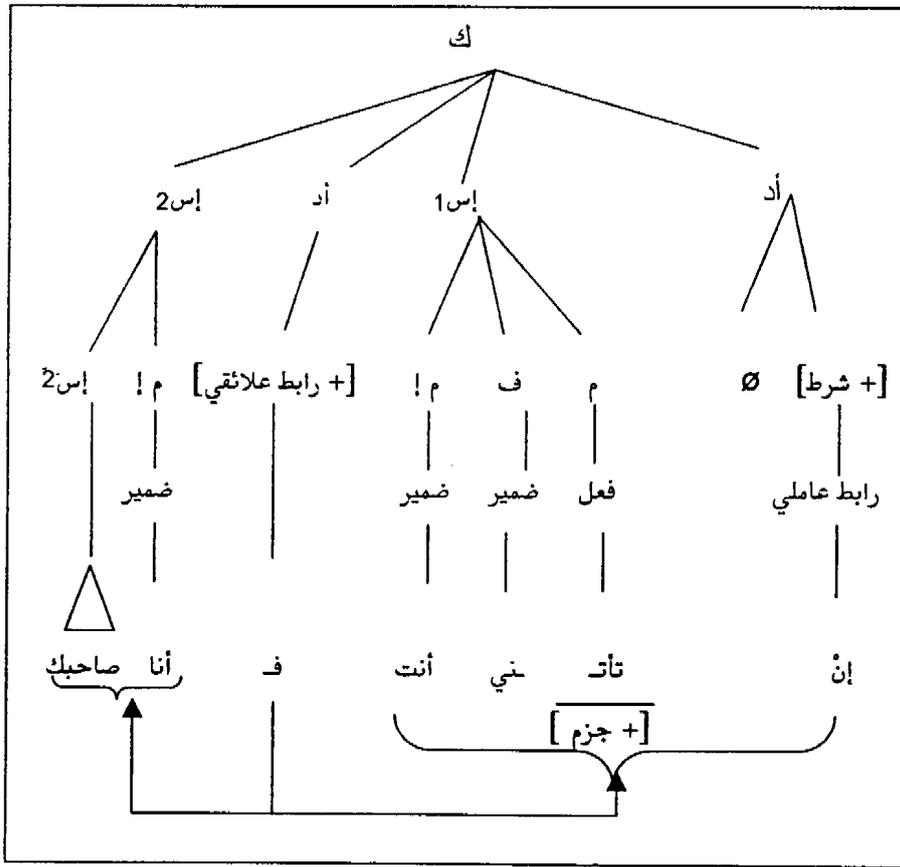 ك
أد إس1 أد إس2
[+ شرط] Ø م ف م إ [+ رابط علائقي] م إ إس2
رابط عاملي فعل ضمير ضمير ضمير
إنْ تأتـ ـني أنت فـ أنا صاحبك
[+ جزم]